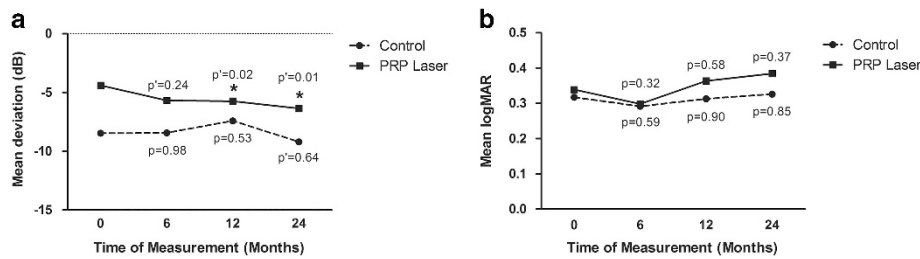 a
Mean deviation (dB)
0
-5
-10
-15
p'=0.24
p'=0.02
p'=0.01
*
*
p=0.98
p=0.53
p'=0.64
0
6
12
24
Time of Measurement (Months)
Control
PRP Laser
b
Mean logMAR
0.5
0.4
0.3
0.2
0.1
0.0
p=0.32
p=0.58
p=0.37
p=0.59
p=0.90
p=0.85
0
6
12
24
Time of Measurement (Months)
Control
PRP Laser